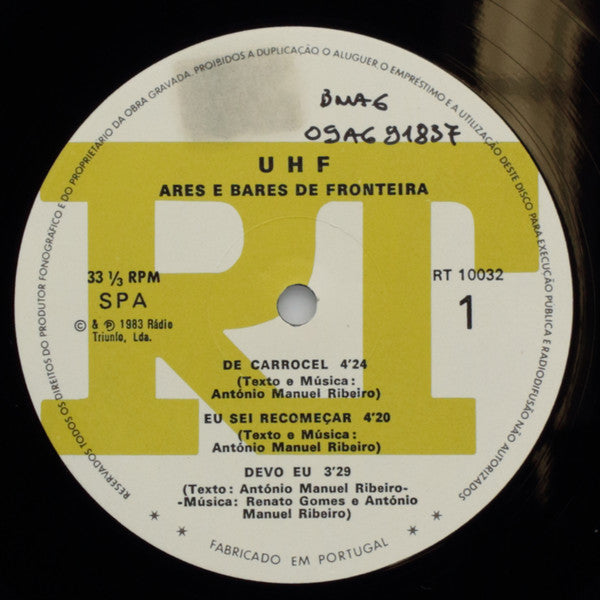 RESERVADOS TODOS OS DIREITOS DO PRODUTOR FONOGRAFICO E DO PROPRIETARIO DA OBRA GRAVADA. PROIBIDOS A DUPLICAÇÃO O ALUGUER O EMPRÉSTIMO E A UTILIZAÇÃO DESTE DISCO PARA EXECUÇÃO PUBLICA E RADIODIFUSÃO NÃO AUTORIZADOS
BMAG
09AG91837
RT
UHF
ARES E BARES DE FRONTEIRA
33 ⅓ RPM
SPA
© & ℗ 1983 Rádio
Triunfo, Lda.
RT 10032
1
DE CARROCEL 4'24
(Texto e Música:
António Manuel Ribeiro)
EU SEI RECOMEÇAR 4'20
(Texto e Música:
António Manuel Ribeiro)
DEVO EU 3'29
(Texto: António Manuel Ribeiro-
-Música: Renato Gomes e António
Manuel Ribeiro)
* * FABRICADO EM PORTUGAL * *